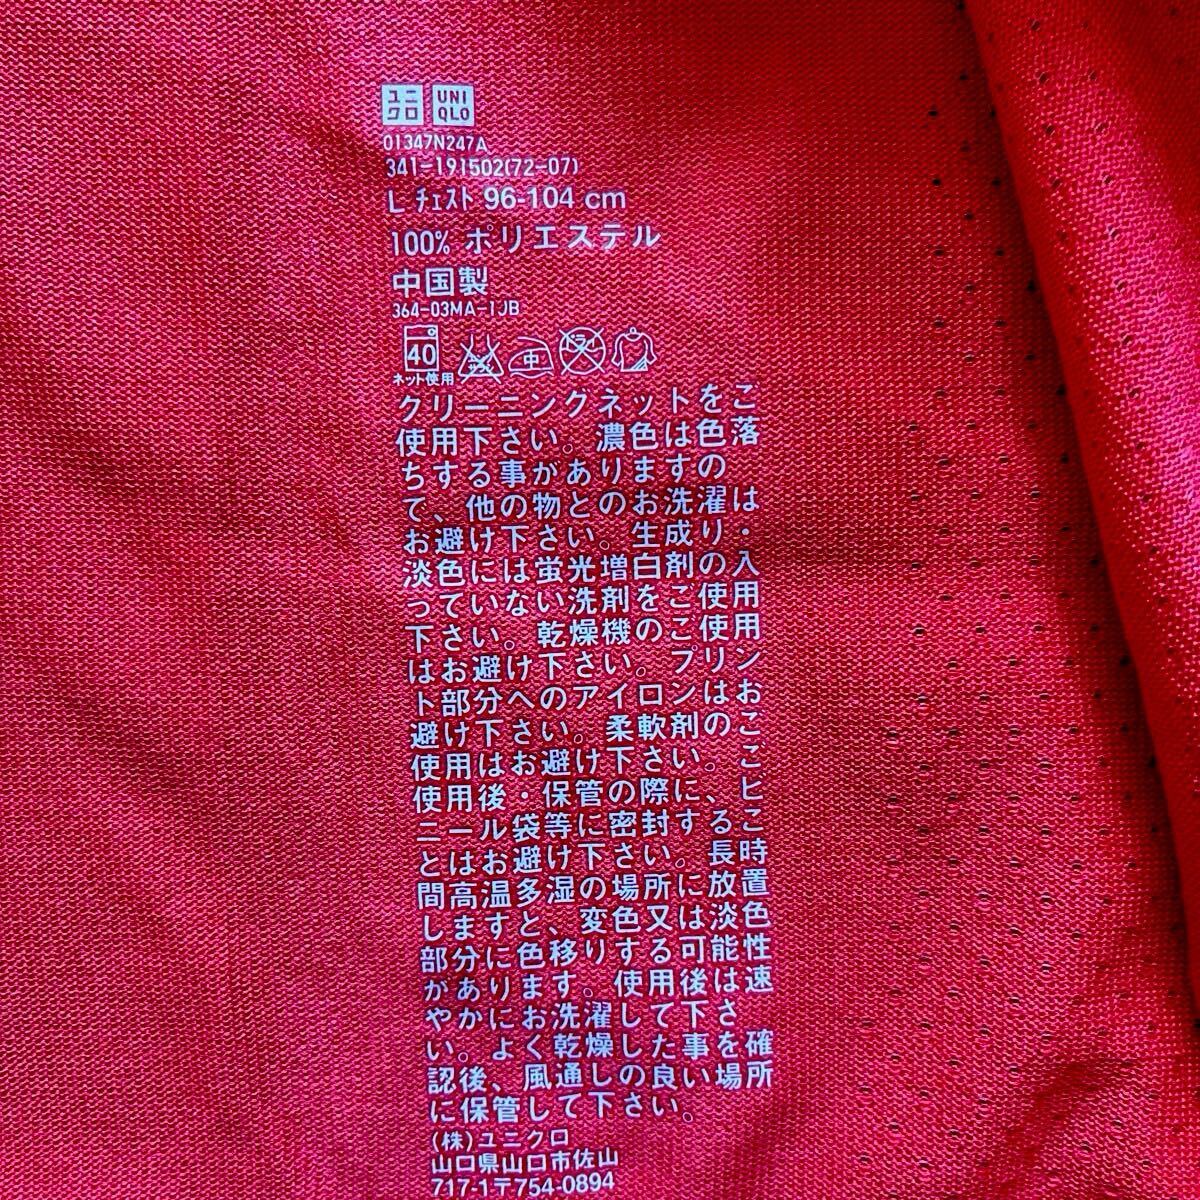 ユニ UNI
クロ QLO
01347N247A
341-191502(72-07)
L チェスト 96-104 cm
100% ポリエステル
中国製
364-03MA-1JB
40 サラシ 中 ドライ
ネット使用
クリーニングネットをご
使用下さい。濃色は色落
ちする事がありますの
で、他の物とのお洗濯は
お避け下さい。生成り・
淡色には蛍光増白剤の入
っていない洗剤をご使用
下さい。乾燥機のご使用
はお避け下さい。プリン
ト部分へのアイロンはお
避け下さい。柔軟剤のご
使用はお避け下さい。ご
使用後・保管の際に、ビ
ニール袋等に密封するこ
とはお避け下さい。長時
間高温多湿の場所に放置
しますと、変色又は淡色
部分に色移りする可能性
があります。使用後は速
やかにお洗濯して下さ
い。よく乾燥した事を確
認後、風通しの良い場所
に保管して下さい。
(株)ユニクロ
山口県山口市佐山
717-1〒754-0894